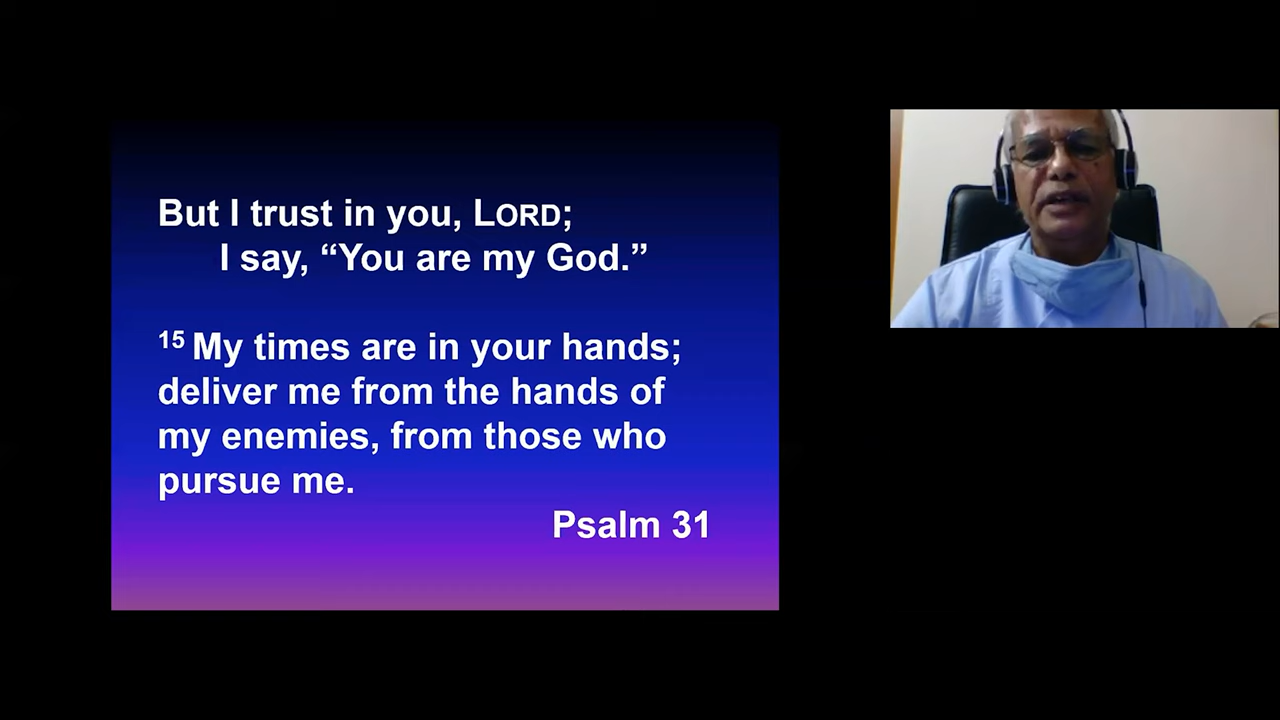 But I trust in you, LORD;
I say, “You are my God.”
15 My times are in your hands;
deliver me from the hands of
my enemies, from those who
pursue me.
Psalm 31